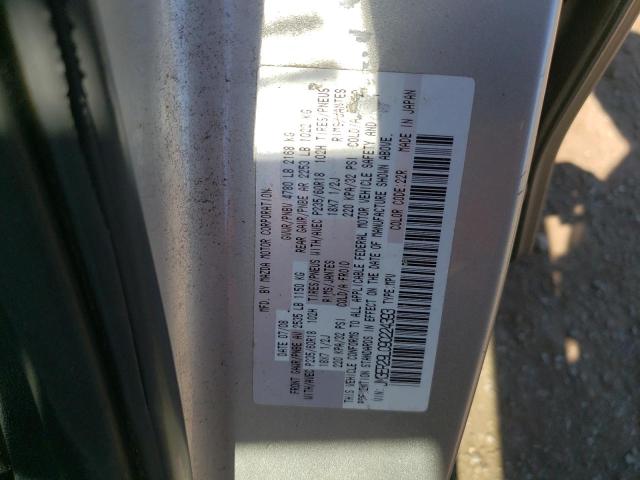 MFD. BY MAZDA MOTOR CORPORATION.
DATE 07/08 GVWR/PNBV 4780 LB 2168 KG
FRONT GAWR/PNBE AV 2535 LB 1150 KG REAR GAWR/PNBE AR 2253 LB 1022 KG
WITH/AVEC P235/60R18 102H TIRES/PNEUS WITH/AVEC P235/60R18 102H TIRES/PNEUS
18X7 1/2J RIMS/JANTES 18X7 1/2J RIMS/JANTES
220 KPA/32 PSI COLD/A FROID 220 KPA/32 PSI COLD/A
THIS VEHICLE CONFORMS TO ALL APPLICABLE FEDERAL MOTOR VEHICLE SAFETY AND
STANDARDS IN EFFECT ON THE DATE OF MANUFACTURE SHOWN ABOVE.
VIN: TYPE:MPV COLOR CODE:22R MADE IN JAPAN